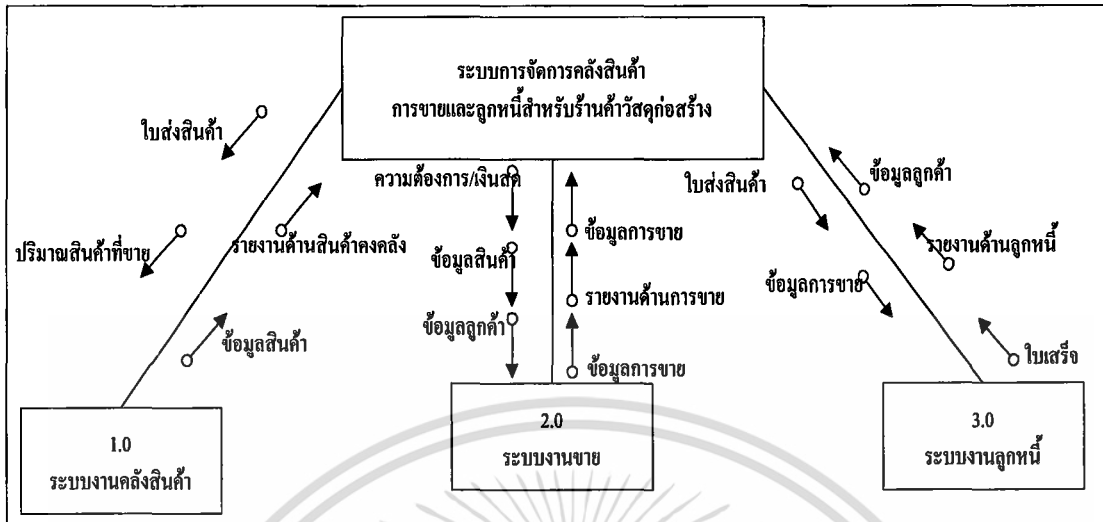 ระบบการจัดการคลังสินค้า
การขายและลูกหนี้สำหรับร้านค้าวัสดุก่อสร้าง
ใบส่งสินค้า
ปริมาณสินค้าที่ขาย
รายงานด้านสินค้าคงคลัง
ข้อมูลสินค้า
ความต้องการ/เงินสด
ข้อมูลสินค้า
ข้อมูลลูกค้า
ข้อมูลการขาย
รายงานด้านการขาย
ข้อมูลการขาย
ใบส่งสินค้า
ข้อมูลการขาย
ข้อมูลลูกค้า
รายงานด้านลูกหนี้
ใบเสร็จ
1.0
ระบบงานคลังสินค้า
2.0
ระบบงานขาย
3.0
ระบบงานลูกหนี้